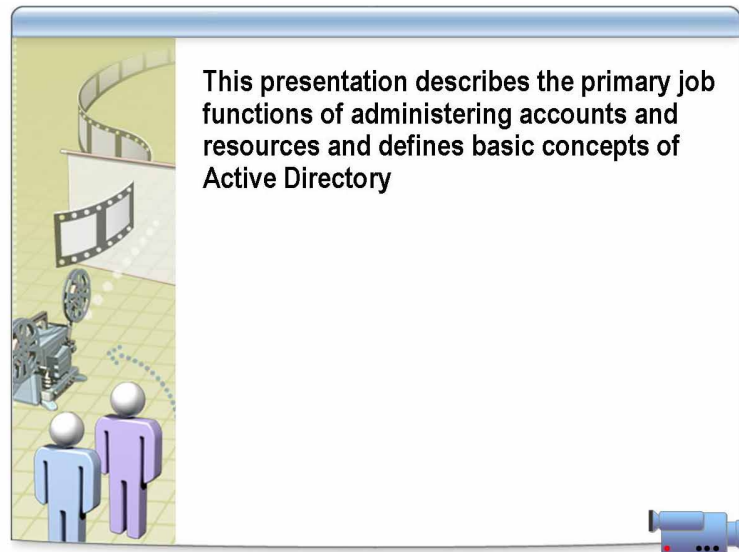 This presentation describes the primary job
functions of administering accounts and
resources and defines basic concepts of
Active Directory